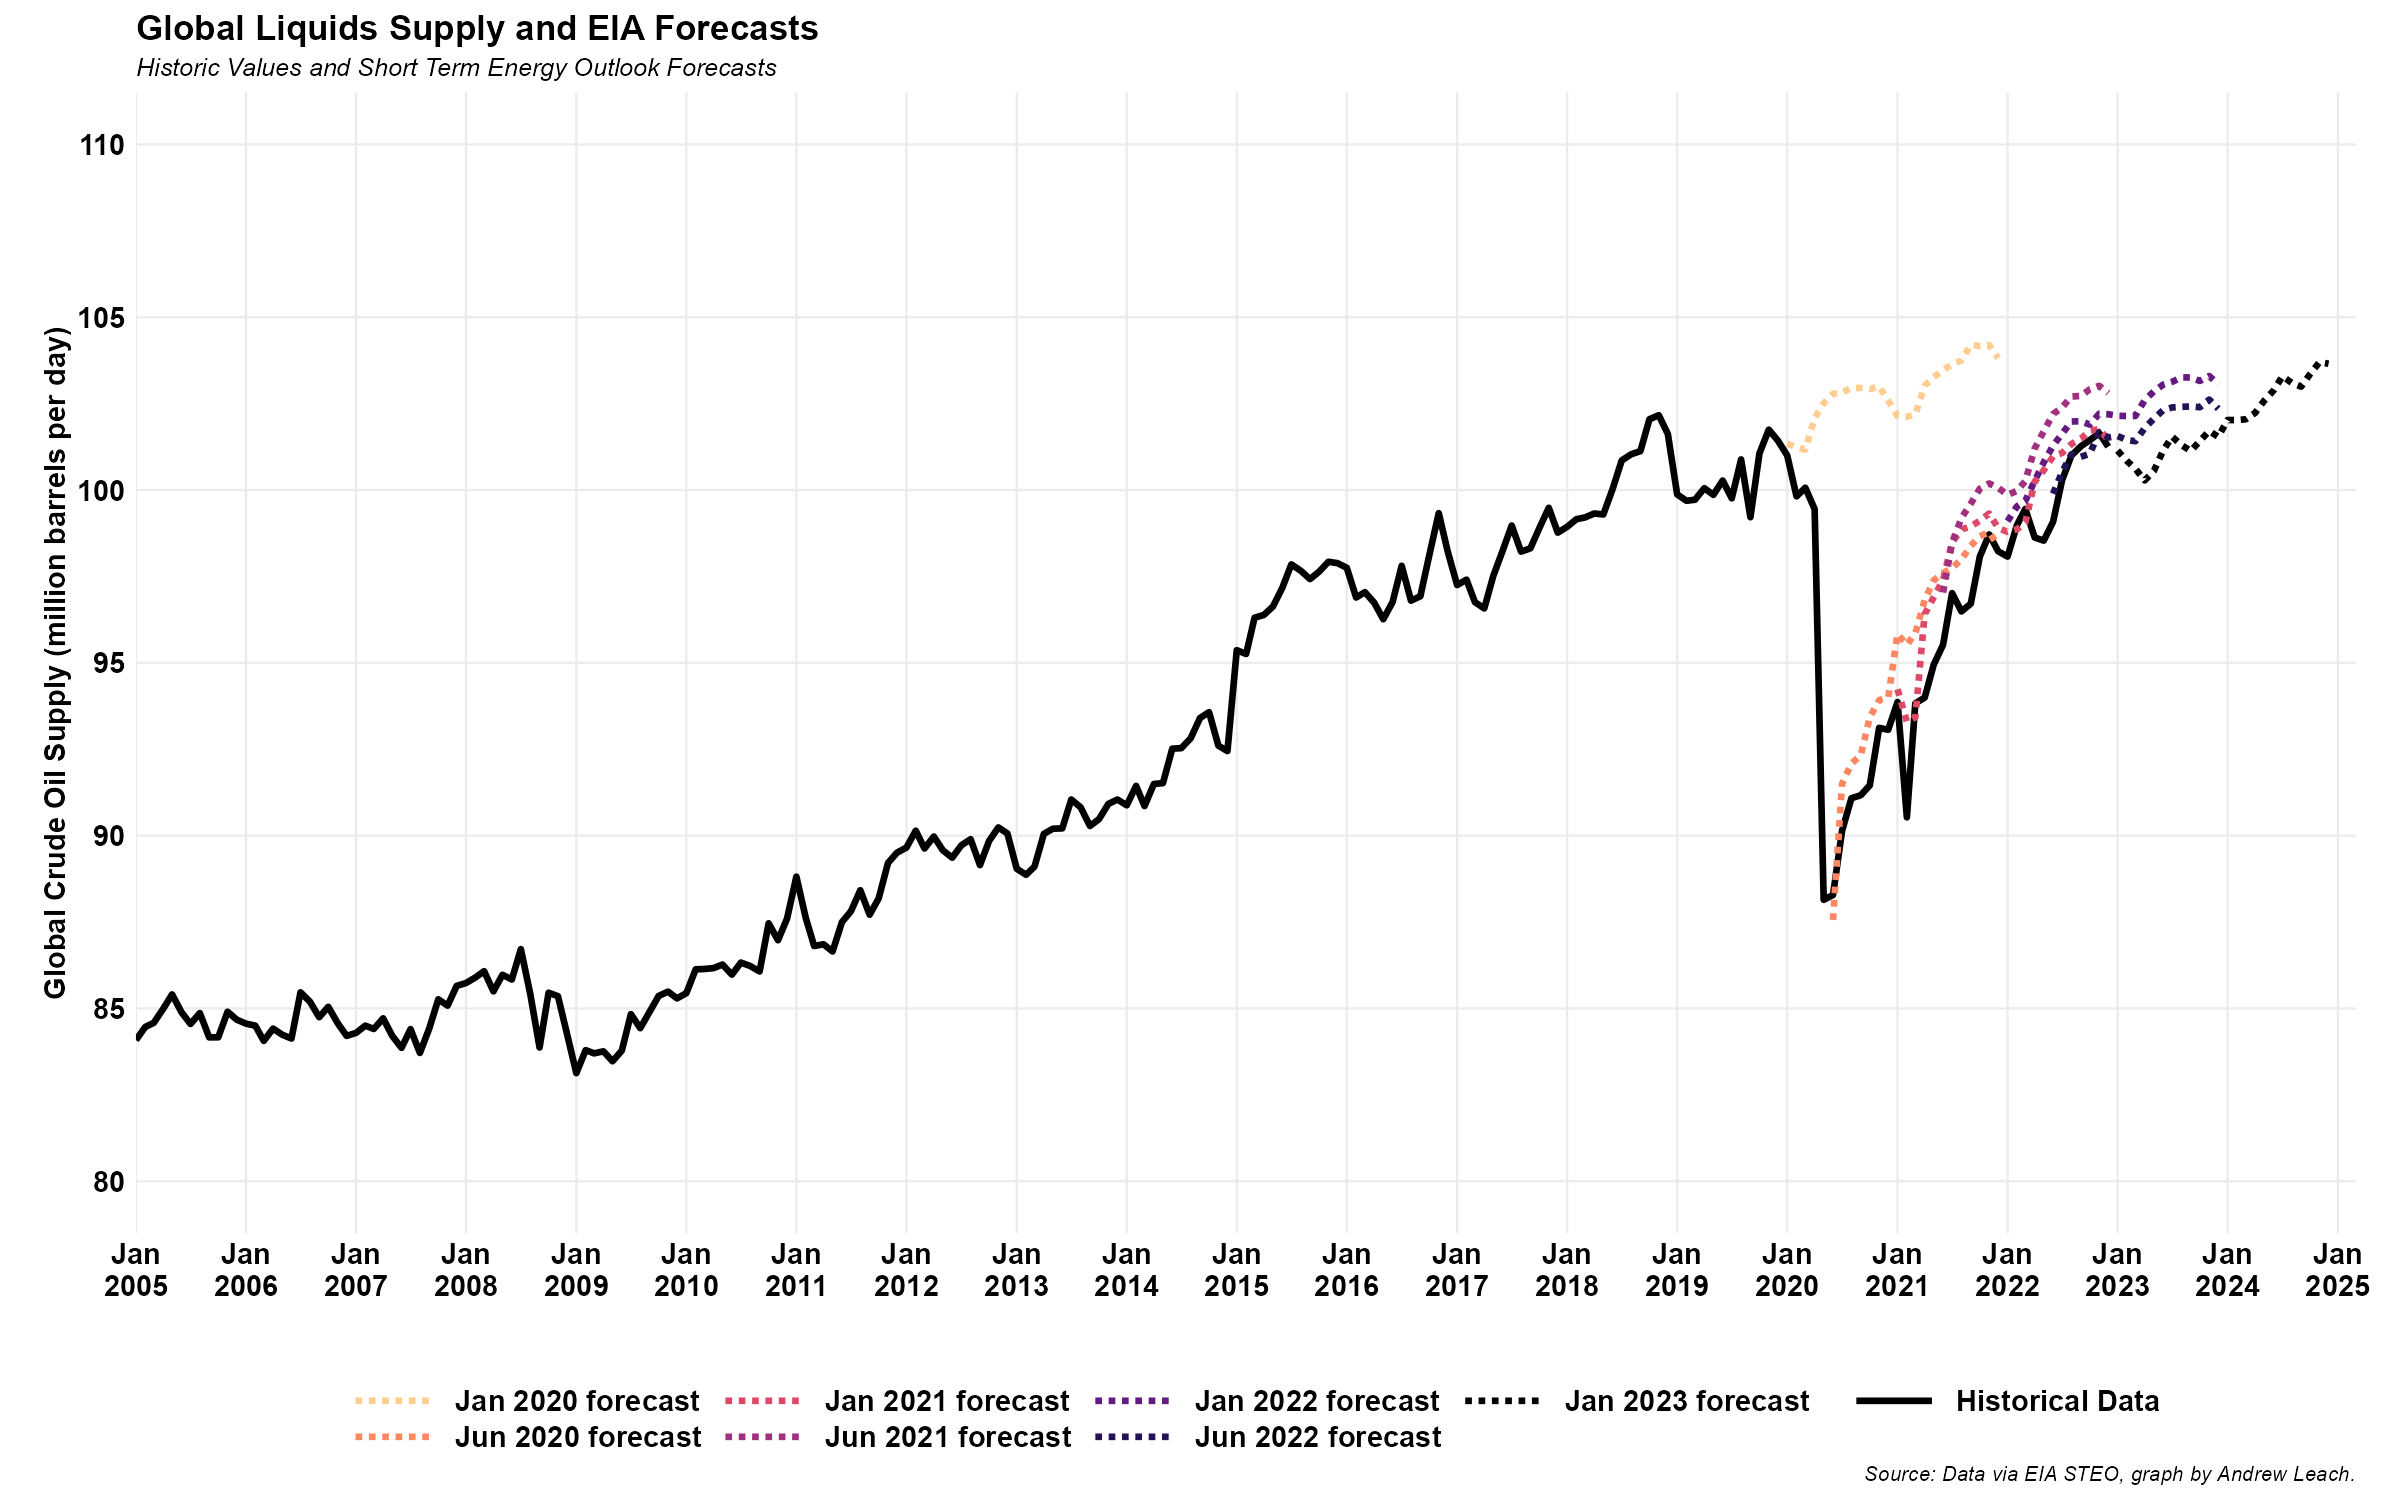 Global Liquids Supply and EIA Forecasts
Historic Values and Short Term Energy Outlook Forecasts
Global Crude Oil Supply (million barrels per day)
110
105
100
95
90
85
80
Jan 2005
Jan 2006
Jan 2007
Jan 2008
Jan 2009
Jan 2010
Jan 2011
Jan 2012
Jan 2013
Jan 2014
Jan 2015
Jan 2016
Jan 2017
Jan 2018
Jan 2019
Jan 2020
Jan 2021
Jan 2022
Jan 2023
Jan 2024
Jan 2025
Jan 2020 forecast
Jan 2021 forecast
Jan 2022 forecast
Jan 2023 forecast
Historical Data
Jun 2020 forecast
Jun 2021 forecast
Jun 2022 forecast
Source: Data via EIA STEO, graph by Andrew Leach.